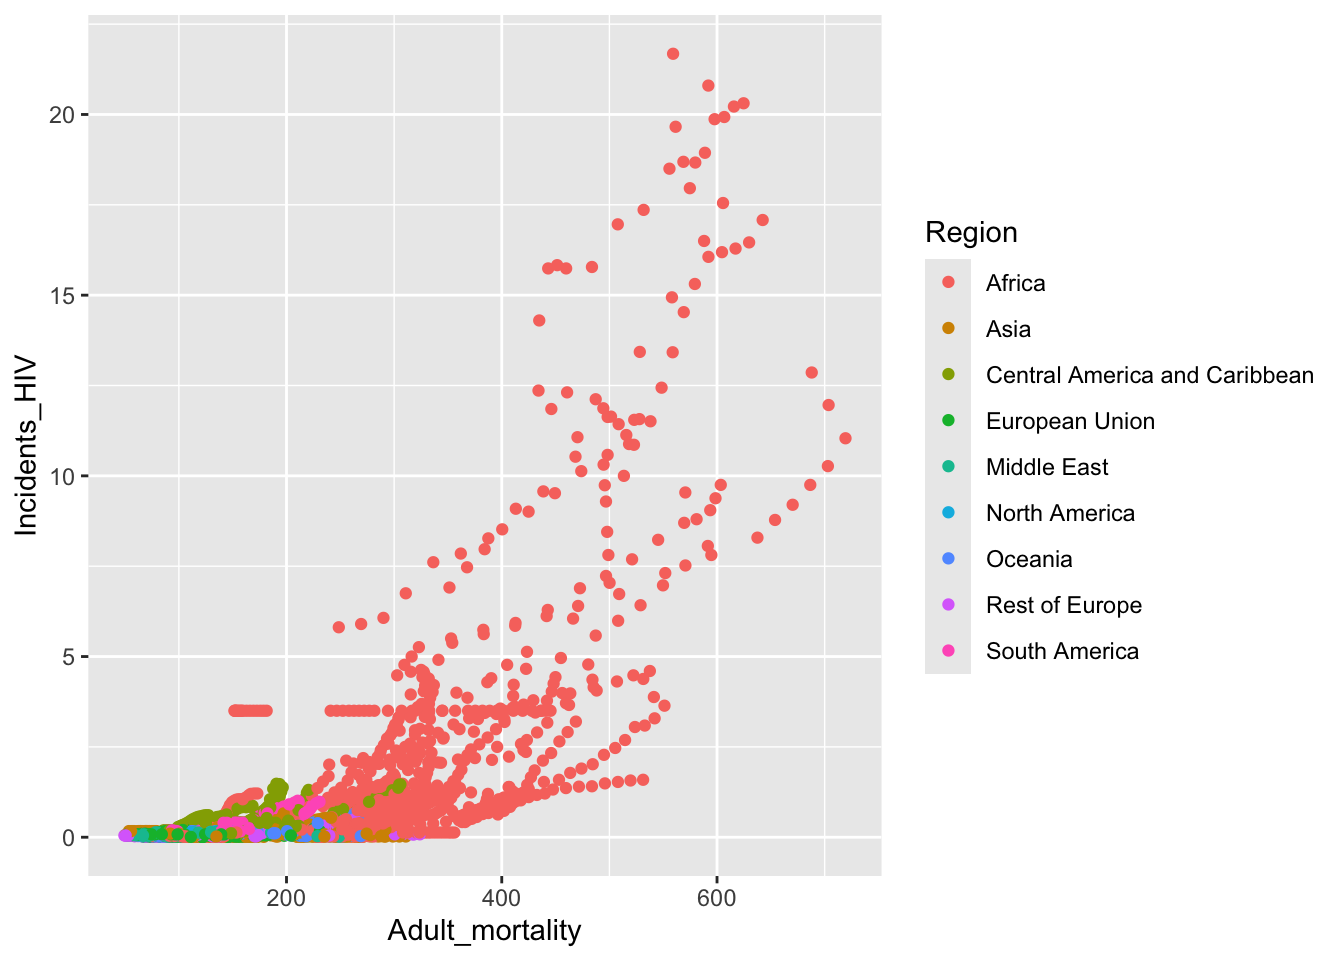 20
15
10
5
0
200 400 600
Adult_mortality
Incidents_HIV
Region
Africa
Asia
Central America and Caribbean
European Union
Middle East
North America
Oceania
Rest of Europe
South America